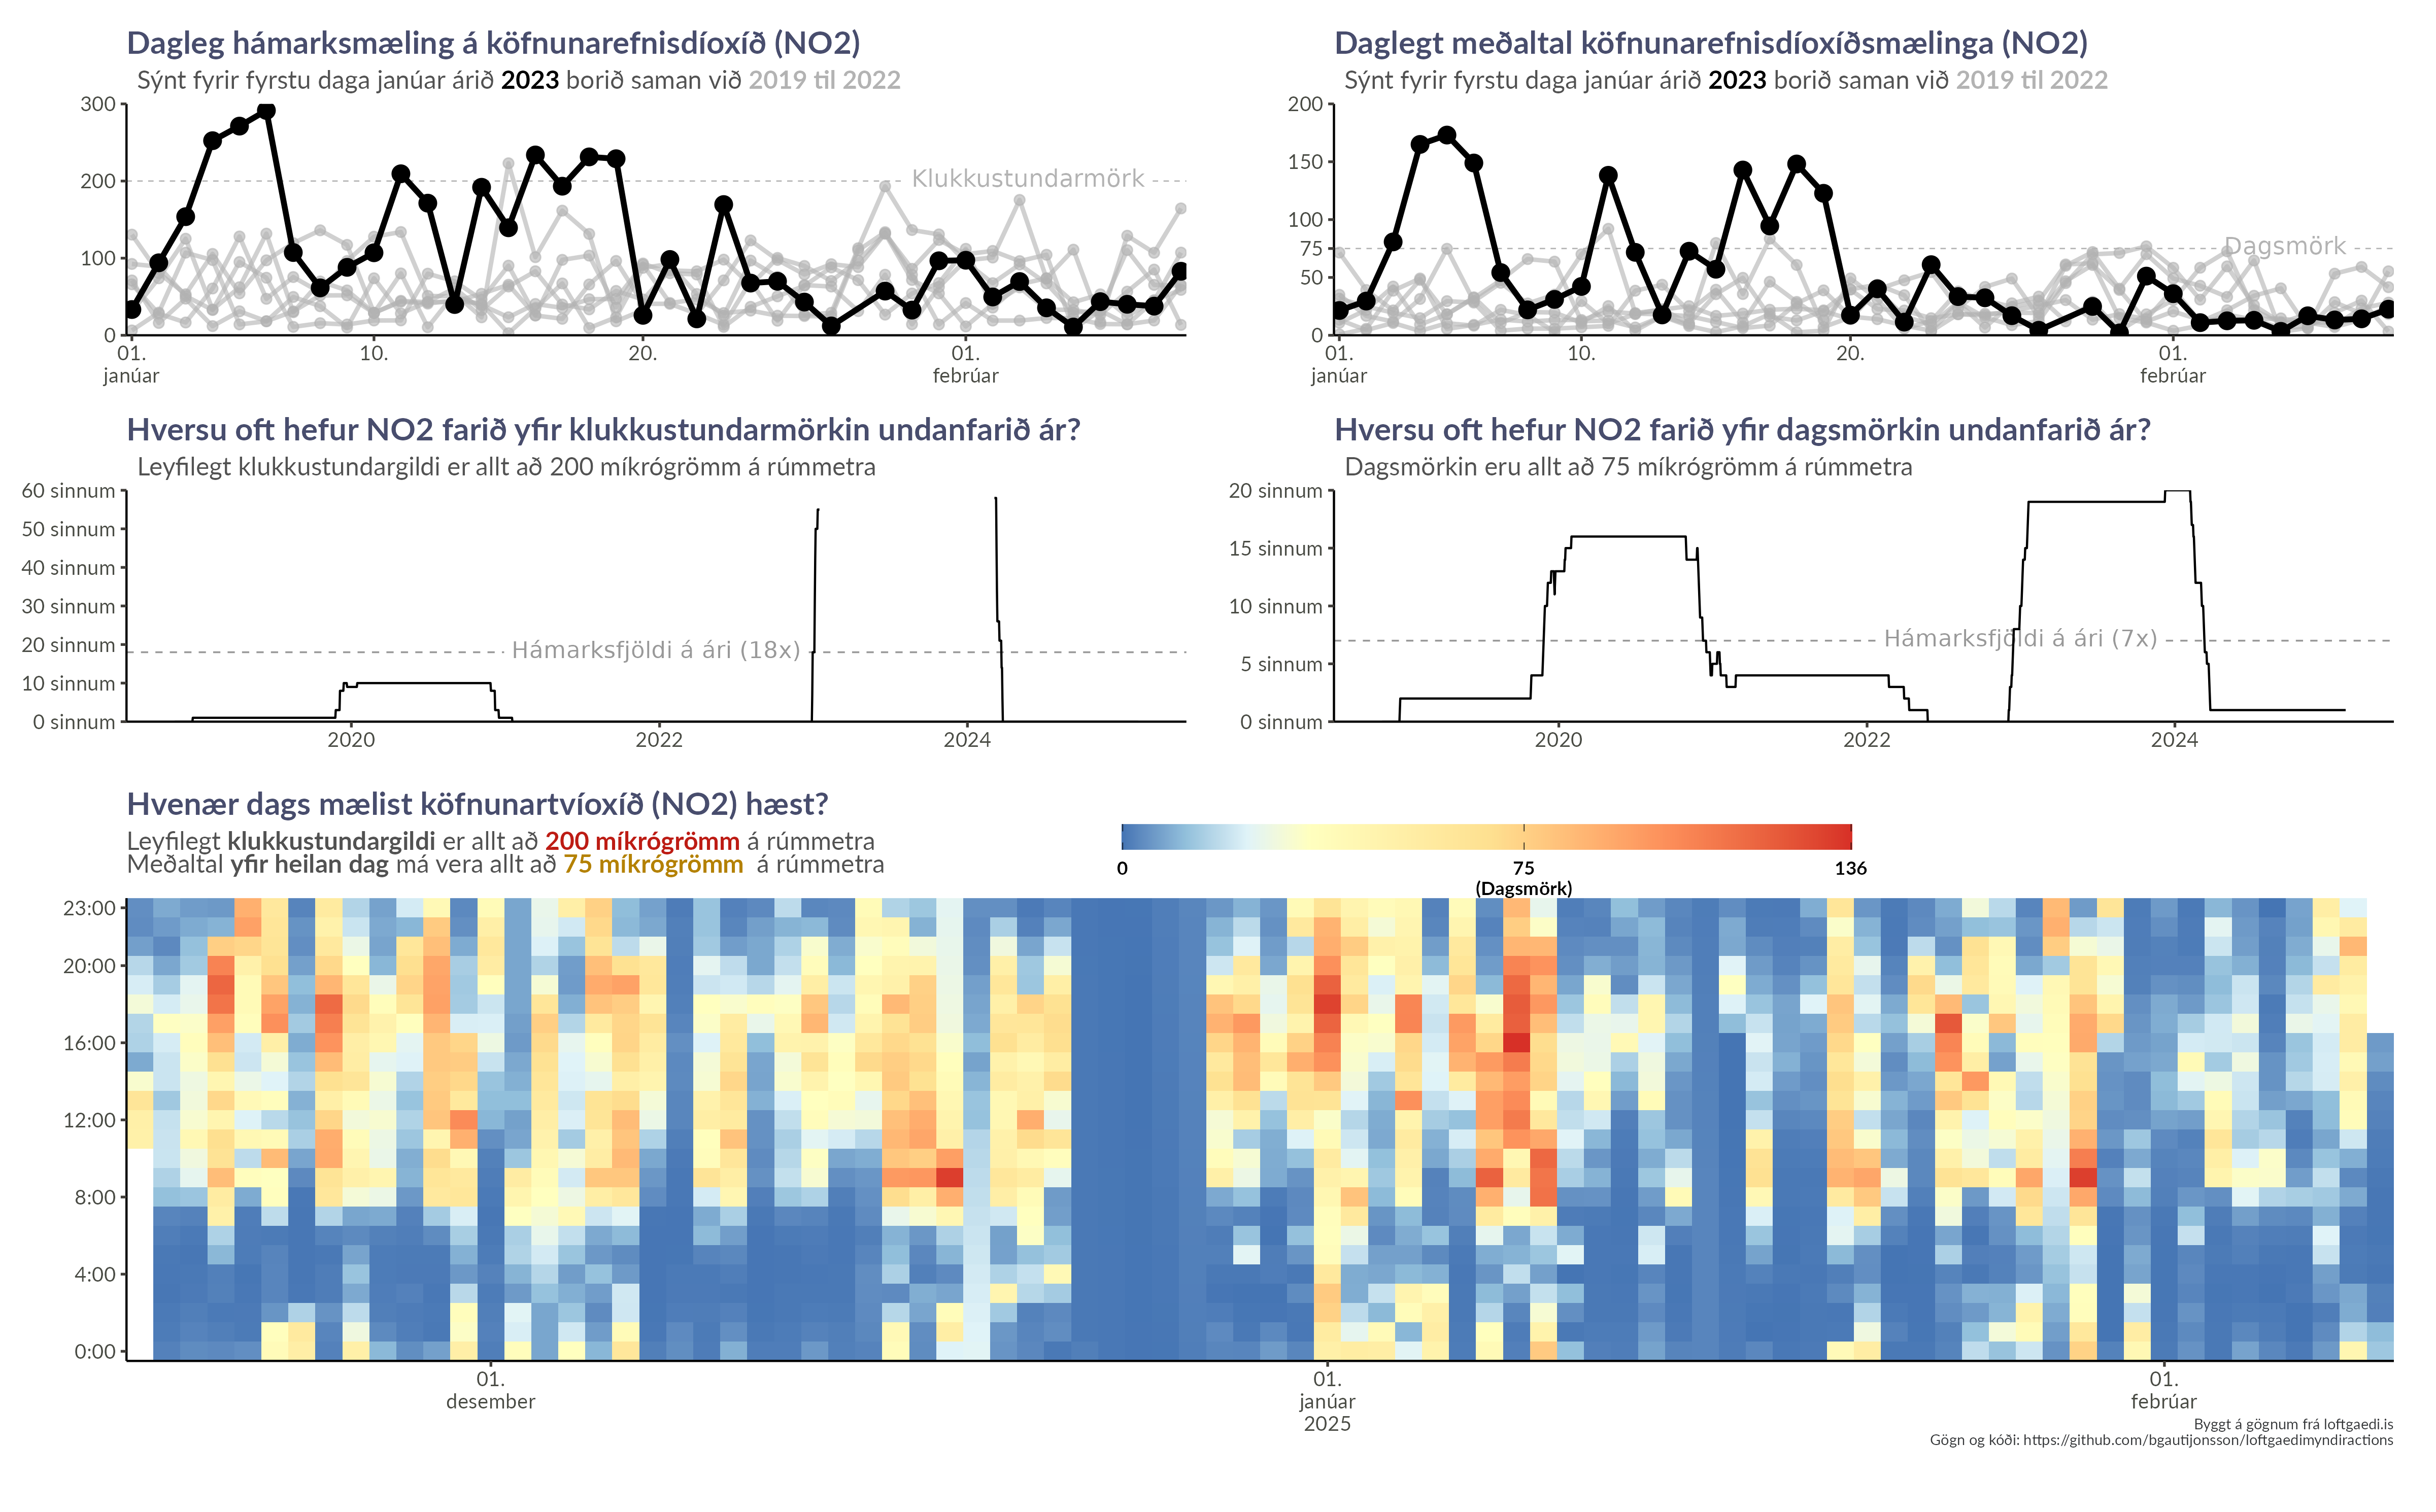 Dagleg hámarksmæling á köfnunarefnisdíoxíð (NO2)
Sýnt fyrir fyrstu daga janúar árið 2023 borið saman við 2019 til 2022
300
200
100
0
Klukkustundarmörk
01.
janúar
10.
20.
01.
febrúar
Daglegt meðaltal köfnunarefnisdíoxíðsmælinga (NO2)
Sýnt fyrir fyrstu daga janúar árið 2023 borið saman við 2019 til 2022
200
150
100
75
50
0
Dagsmörk
01.
janúar
10.
20.
01.
febrúar
Hversu oft hefur NO2 farið yfir klukkustundarmörkin undanfarið ár?
Leyfilegt klukkustundargildi er allt að 200 míkrógrömm á rúmmetra
60 sinnum
50 sinnum
40 sinnum
30 sinnum
20 sinnum
10 sinnum
0 sinnum
Hámarksfjöldi á ári (18x)
2020
2022
2024
Hversu oft hefur NO2 farið yfir dagsmörkin undanfarið ár?
Dagsmörkin eru allt að 75 míkrógrömm á rúmmetra
20 sinnum
15 sinnum
10 sinnum
5 sinnum
0 sinnum
Hámarksfjöldi á ári (7x)
2020
2022
2024
Hvenær dags mælist köfnunartvíoxíð (NO2) hæst?
Leyfilegt klukkustundargildi er allt að 200 míkrógrömm á rúmmetra
Meðaltal yfir heilan dag má vera allt að 75 míkrógrömm á rúmmetra
0
75
(Dagsmörk)
136
23:00
20:00
16:00
12:00
8:00
4:00
0:00
01.
desember
01.
janúar
2025
01.
febrúar
Byggt á gögnum frá loftgaedi.is
Gögn og kóði: https://github.com/bgautijonsson/loftgaedimyndiractions